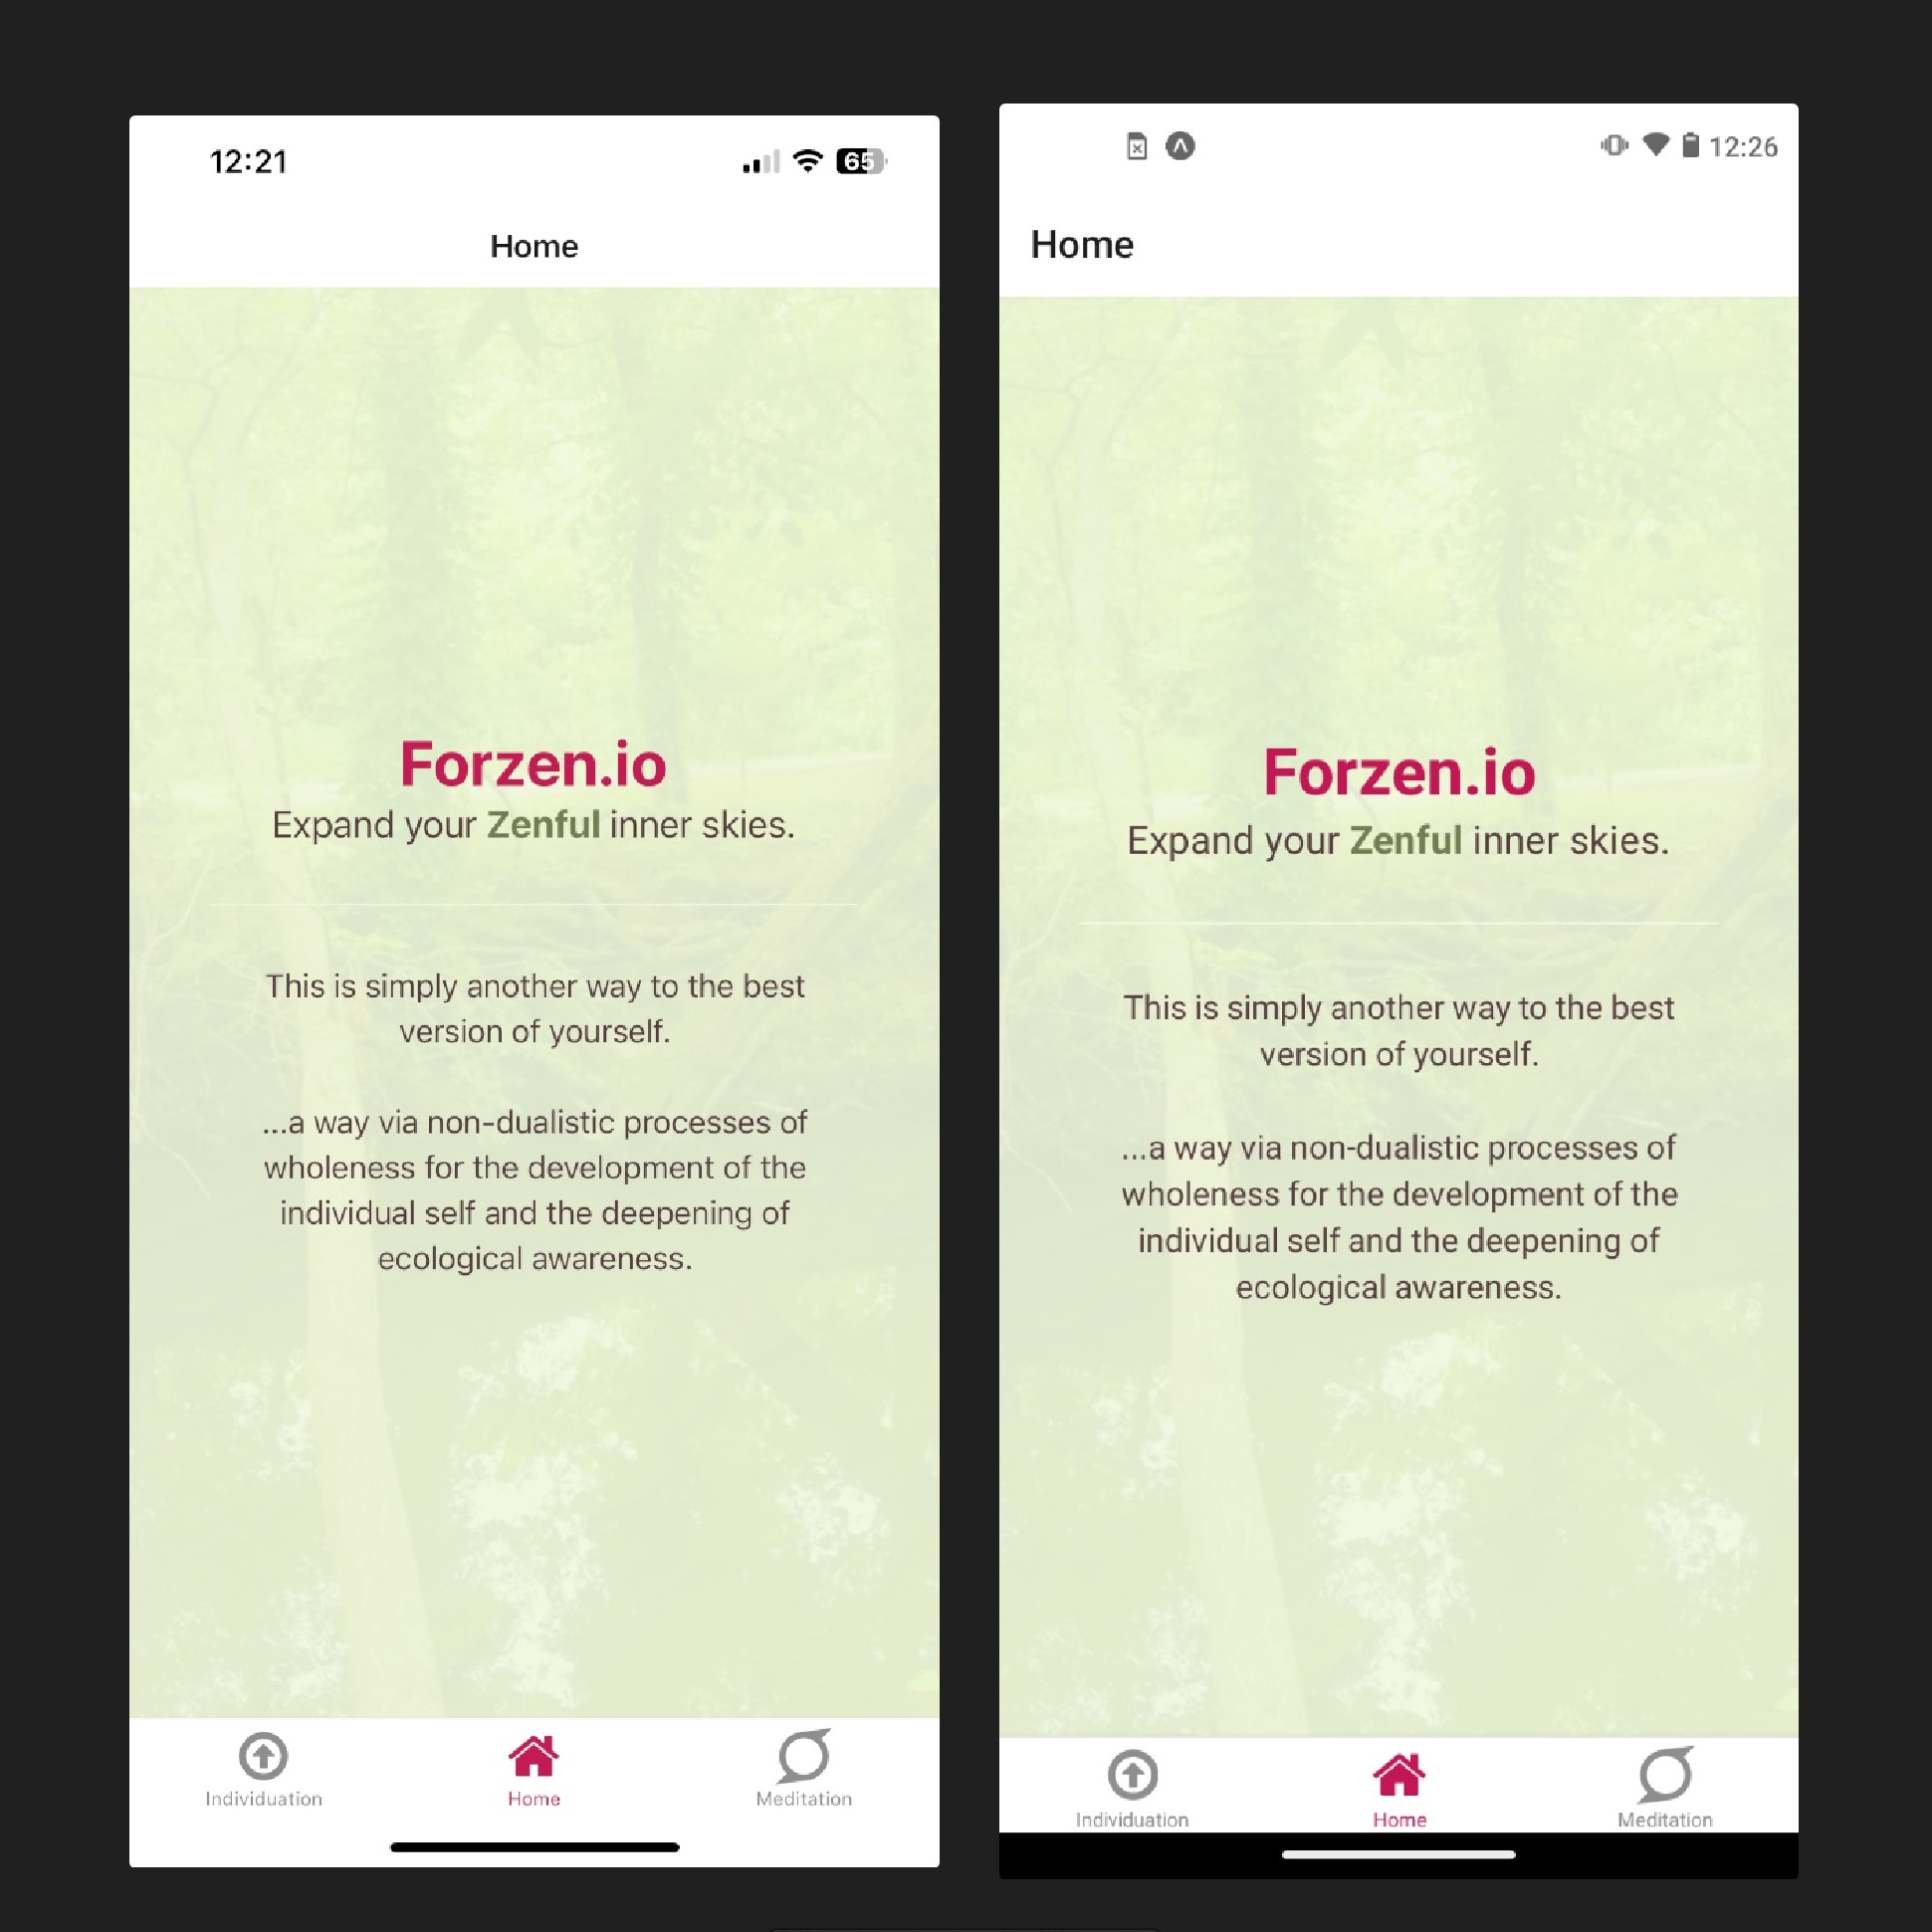 12:21
65
Home
Forzen.io
Expand your Zenful inner skies.
This is simply another way to the best
version of yourself.
...a way via non-dualistic processes of
wholeness for the development of the
individual self and the deepening of
ecological awareness.
Individuation
Home
Meditation
12:26
Home
Forzen.io
Expand your Zenful inner skies.
This is simply another way to the best
version of yourself.
...a way via non-dualistic processes of
wholeness for the development of the
individual self and the deepening of
ecological awareness.
Individuation
Home
Meditation